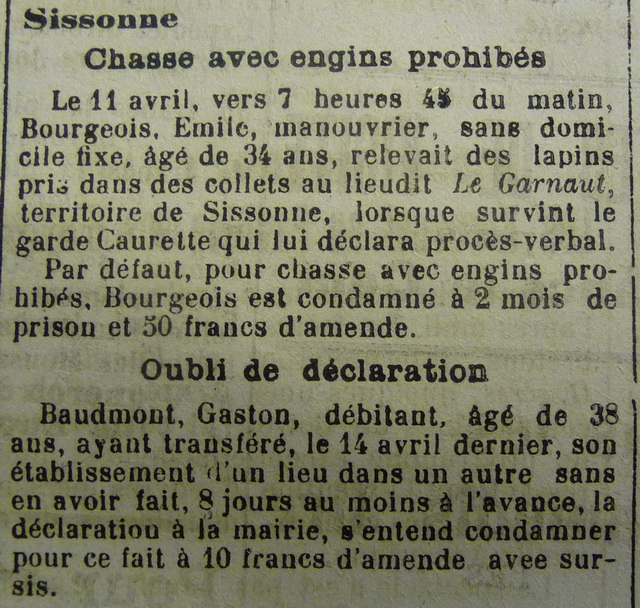 Sissonne
Chasse avec engins prohibés
Le 11 avril, vers 7 heures 45 du matin,
Bourgeois, Emile, manouvrier, sans domi-
cile fixe, âgé de 34 ans, relevait des lapins
pris dans des collets au lieudit Le Garnaut,
territoire de Sissonne, lorsque survint le
garde Caurette qui lui déclara procès-verbal.
Par défaut, pour chasse avec engins pro-
hibés, Bourgeois est condamné à 2 mois de
prison et 50 francs d'amende.
Oubli de déclaration
Baudmont, Gaston, débitant, âgé de 38
ans, ayant transféré, le 14 avril dernier, son
établissement d'un lieu dans un autre sans
en avoir fait, 8 jours au moins à l'avance, la
déclaration à la mairie, s'entend condamner
pour ce fait à 10 francs d'amende avee sur-
sis.